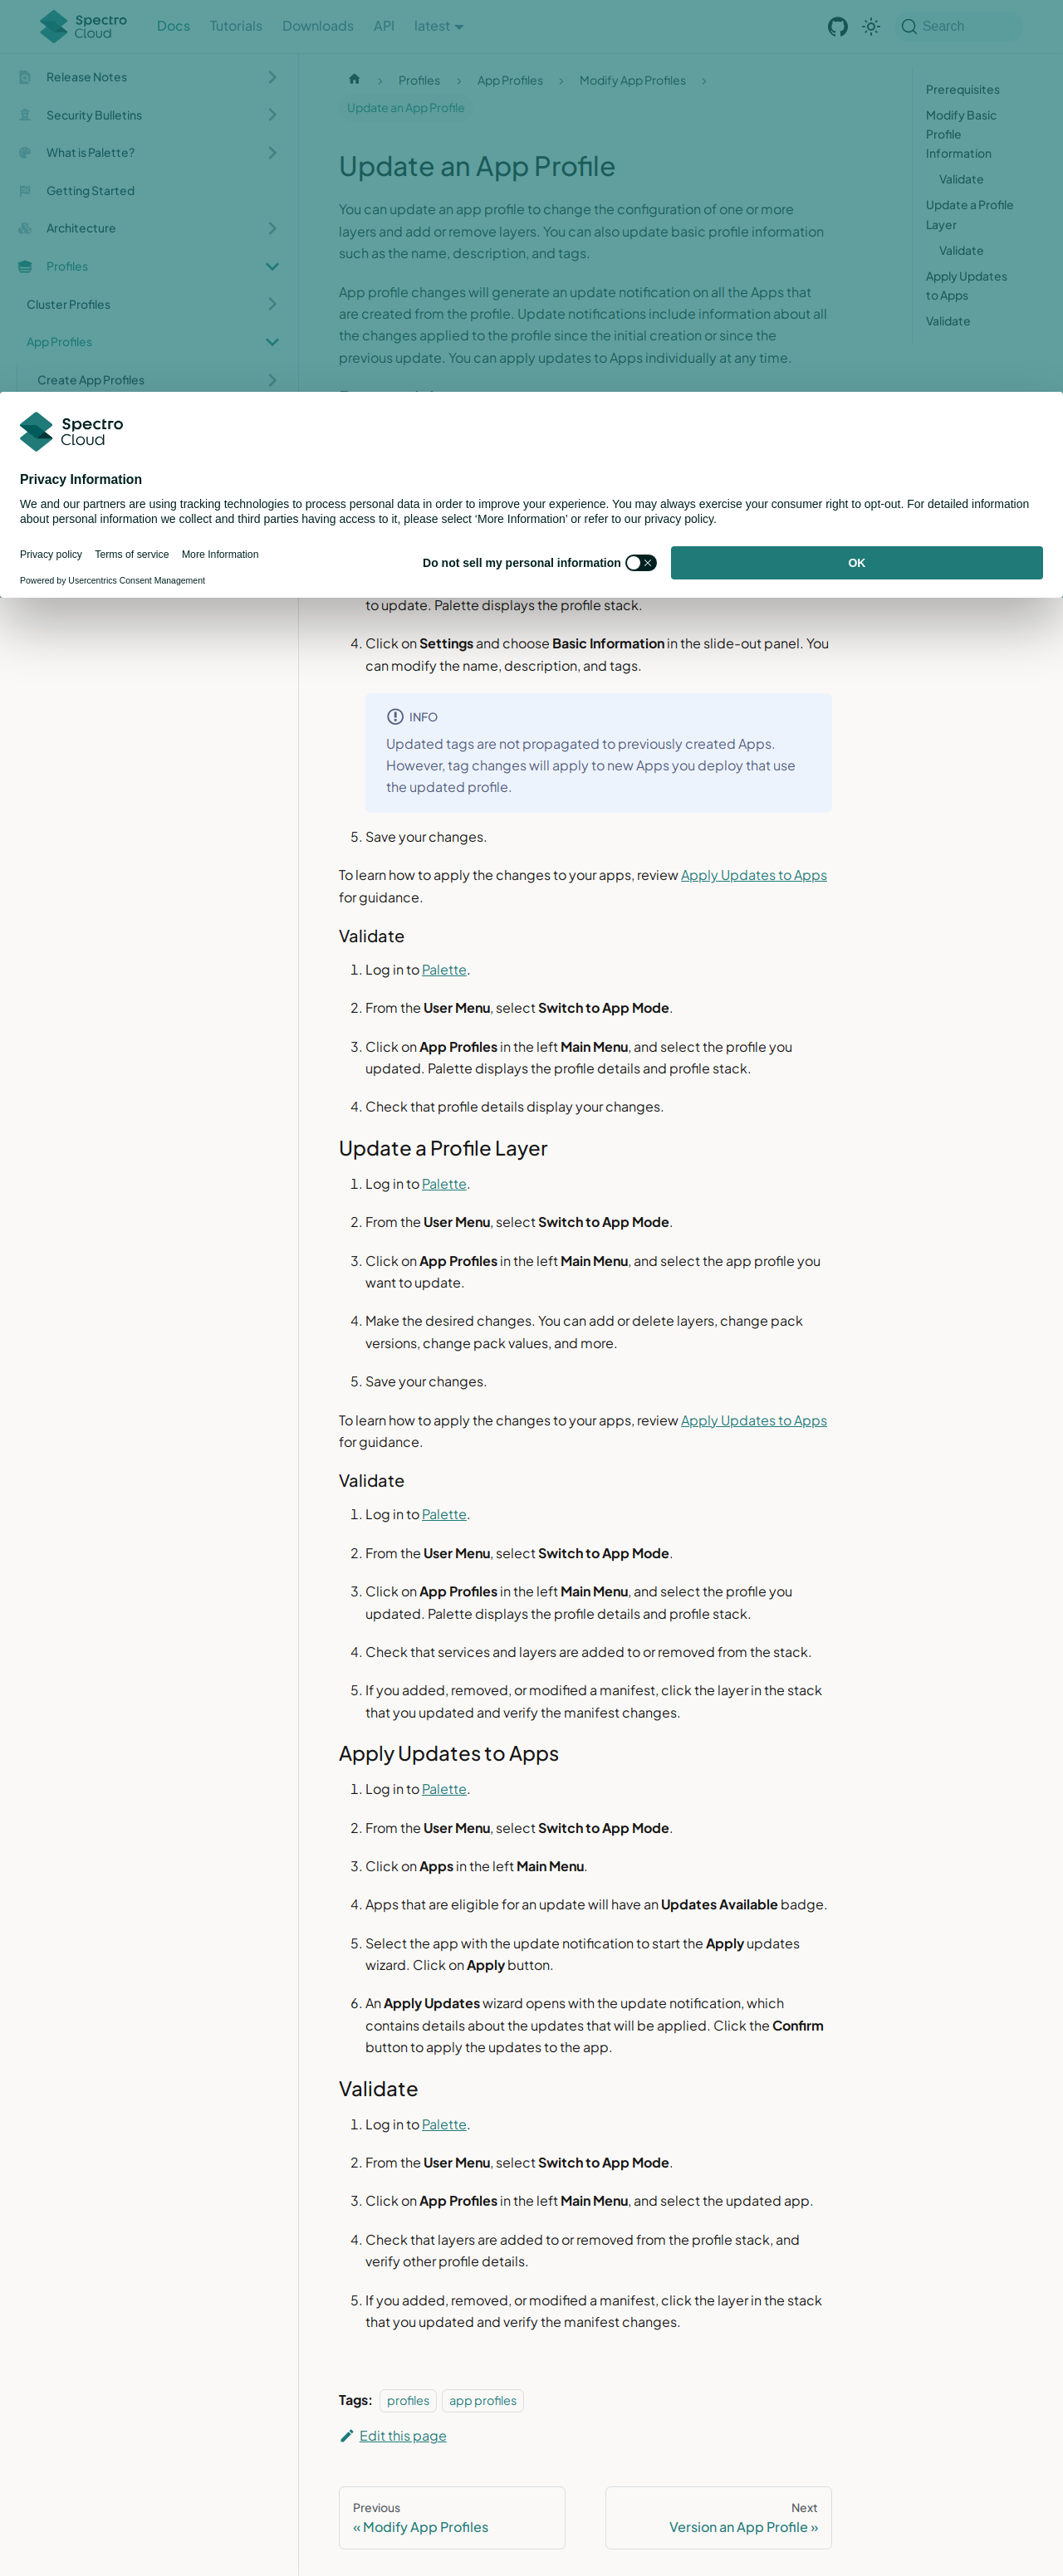 Spectro Cloud
Docs
Tutorials
Downloads
API
latest
Search
Release Notes
Security Bulletins
What is Palette?
Getting Started
Architecture
Profiles
Cluster Profiles
App Profiles
Create App Profiles
Profiles
App Profiles
Modify App Profiles
Update an App Profile
Update an App Profile
You can update an app profile to change the configuration of one or more
layers and add or remove layers. You can also update basic profile information
such as the name, description, and tags.
App profile changes will generate an update notification on all the Apps that
are created from the profile. Update notifications include information about all
the changes applied to the profile since the initial creation or since the
previous update. You can apply updates to Apps individually at any time.
Prerequisites
Modify Basic
Profile
Information
Validate
Update a Profile
Layer
Validate
Apply Updates
to Apps
Validate
Spectro
Cloud
Privacy Information
We and our partners are using tracking technologies to process personal data in order to improve your experience. You may always exercise your consumer right to opt-out. For detailed information
about personal information we collect and third parties having access to it, please select ‘More Information’ or refer to our privacy policy.
Privacy policy
Terms of service
More Information
Powered by Usercentrics Consent Management
Do not sell my personal information
OK
to update. Palette displays the profile stack.
4. Click on Settings and choose Basic Information in the slide-out panel. You
can modify the name, description, and tags.
INFO
Updated tags are not propagated to previously created Apps.
However, tag changes will apply to new Apps you deploy that use
the updated profile.
5. Save your changes.
To learn how to apply the changes to your apps, review Apply Updates to Apps
for guidance.
Validate
1. Log in to Palette.
2. From the User Menu, select Switch to App Mode.
3. Click on App Profiles in the left Main Menu, and select the profile you
updated. Palette displays the profile details and profile stack.
4. Check that profile details display your changes.
Update a Profile Layer
1. Log in to Palette.
2. From the User Menu, select Switch to App Mode.
3. Click on App Profiles in the left Main Menu, and select the app profile you
want to update.
4. Make the desired changes. You can add or delete layers, change pack
versions, change pack values, and more.
5. Save your changes.
To learn how to apply the changes to your apps, review Apply Updates to Apps
for guidance.
Validate
1. Log in to Palette.
2. From the User Menu, select Switch to App Mode.
3. Click on App Profiles in the left Main Menu, and select the profile you
updated. Palette displays the profile details and profile stack.
4. Check that services and layers are added to or removed from the stack.
5. If you added, removed, or modified a manifest, click the layer in the stack
that you updated and verify the manifest changes.
Apply Updates to Apps
1. Log in to Palette.
2. From the User Menu, select Switch to App Mode.
3. Click on Apps in the left Main Menu.
4. Apps that are eligible for an update will have an Updates Available badge.
5. Select the app with the update notification to start the Apply updates
wizard. Click on Apply button.
6. An Apply Updates wizard opens with the update notification, which
contains details about the updates that will be applied. Click the Confirm
button to apply the updates to the app.
Validate
1. Log in to Palette.
2. From the User Menu, select Switch to App Mode.
3. Click on App Profiles in the left Main Menu, and select the updated app.
4. Check that layers are added to or removed from the profile stack, and
verify other profile details.
5. If you added, removed, or modified a manifest, click the layer in the stack
that you updated and verify the manifest changes.
Tags: profiles app profiles
Edit this page
Previous
« Modify App Profiles
Next
Version an App Profile »